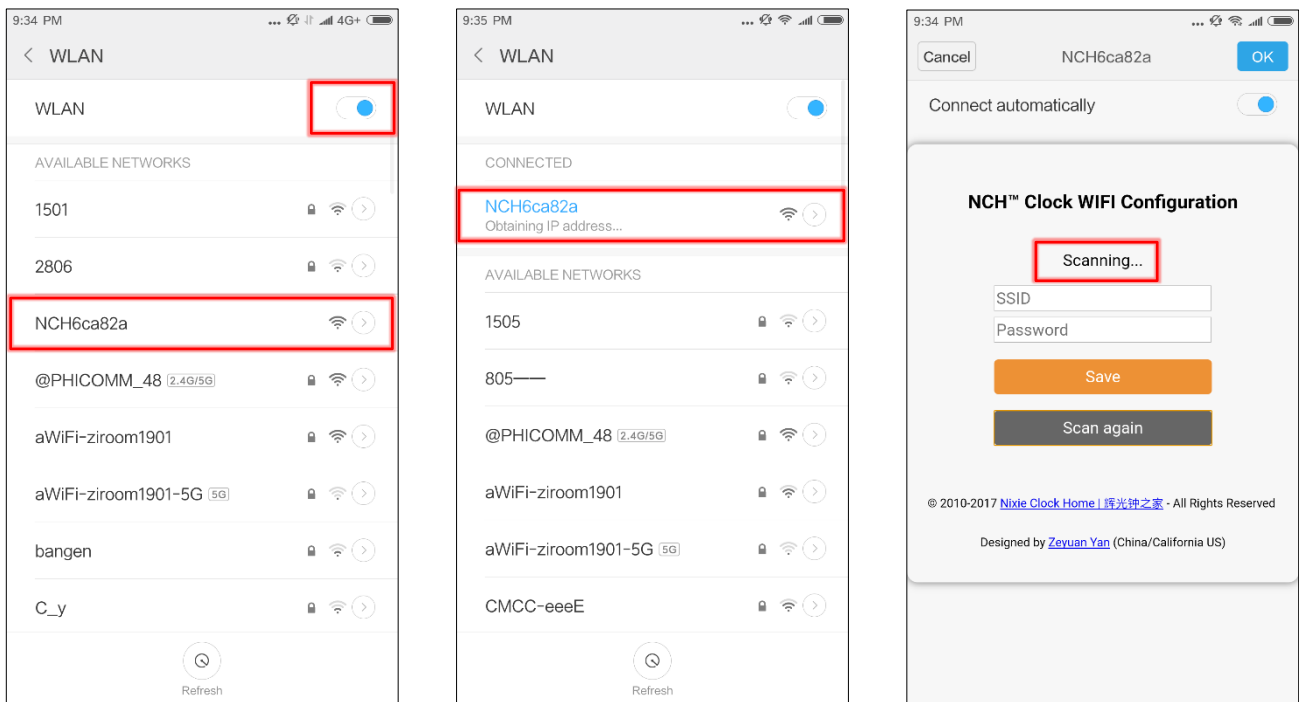 9:34 PM
... 4G+
WLAN
WLAN
AVAILABLE NETWORKS
1501
2806
NCH6ca82a
@PHICOMM_48 2.4G/5G
aWiFi-ziroom1901
aWiFi-ziroom1901-5G 5G
bangen
C_y
Refresh
9:35 PM
...
WLAN
WLAN
CONNECTED
NCH6ca82a
Obtaining IP address...
AVAILABLE NETWORKS
1505
805——
@PHICOMM_48 2.4G/5G
aWiFi-ziroom1901
aWiFi-ziroom1901-5G 5G
CMCC-eeeE
Refresh
9:34 PM
...
Cancel NCH6ca82a OK
Connect automatically
NCH™ Clock WIFI Configuration
Scanning...
SSID
Password
Save
Scan again
© 2010-2017 Nixie Clock Home | 辉光钟之家 - All Rights Reserved
Designed by Zeyuan Yan (China/California US)